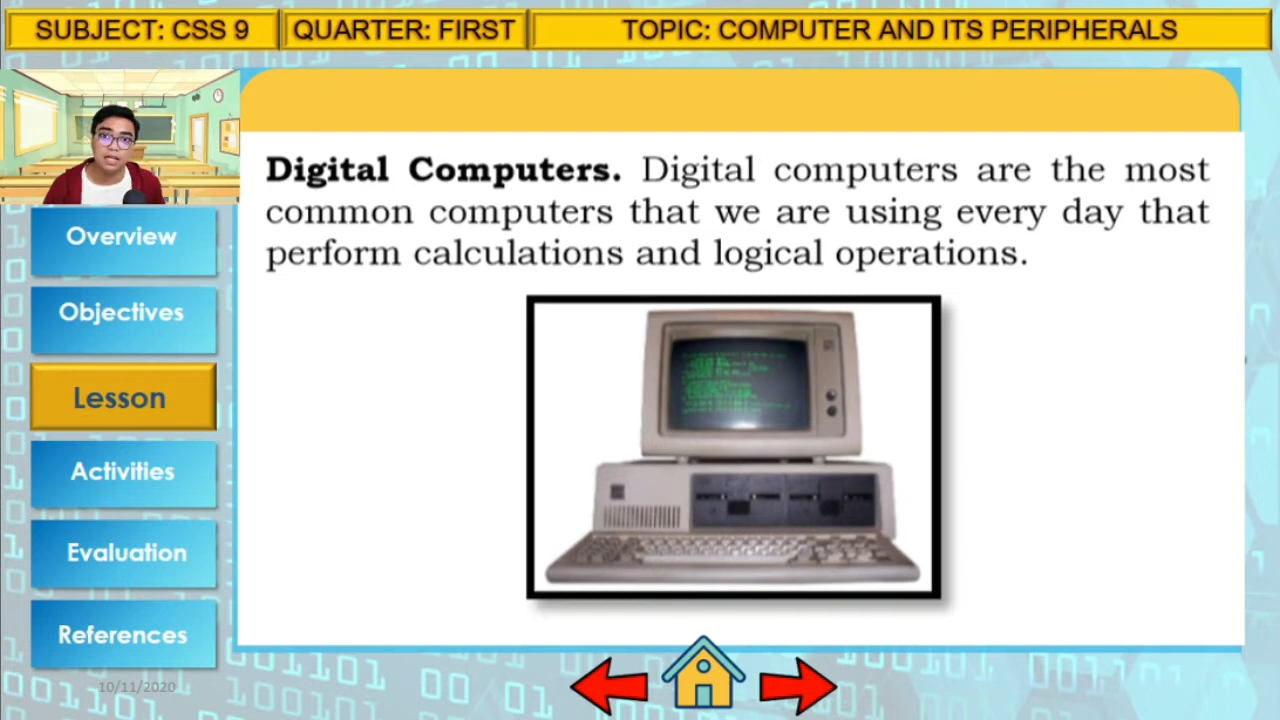 SUBJECT: CSS 9
QUARTER: FIRST
TOPIC: COMPUTER AND ITS PERIPHERALS
Digital Computers. Digital computers are the most
common computers that we are using every day that
perform calculations and logical operations.
Overview
Objectives
Lesson
Activities
Evaluation
References
10/11/2020